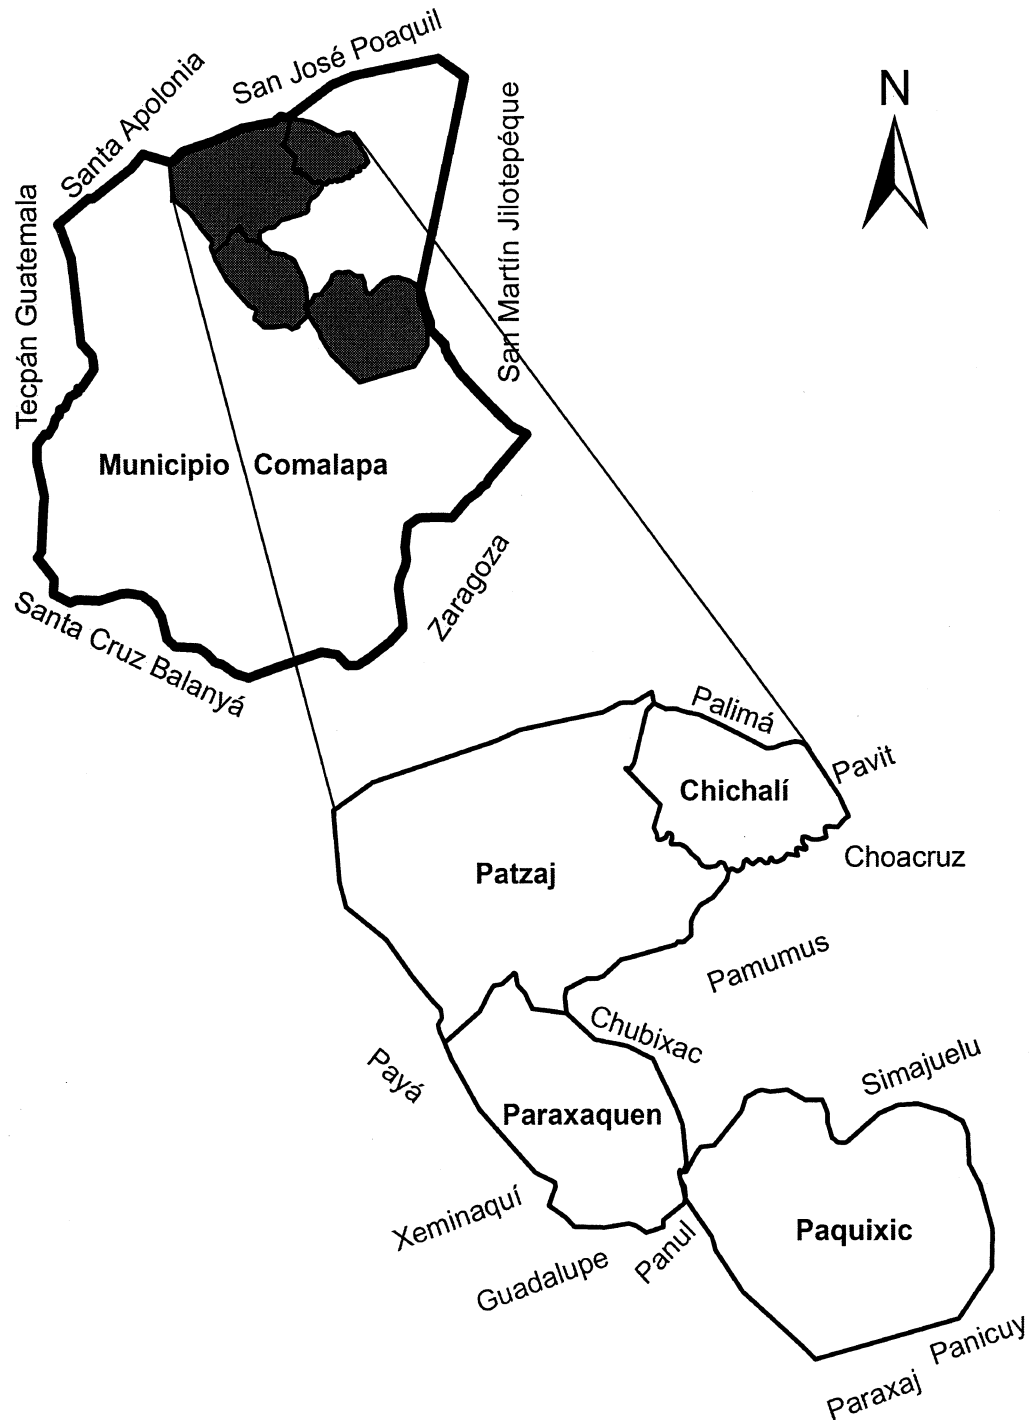 San José Poaquil
N
Santa Apolonia
San Martín Jilotepéque
Tecpán Guatemala
Municipio Comalapa
Zaragoza
Santa Cruz Balanyá
Palimá
Pavit
Chichalí
Choacruz
Patzaj
Pamumus
Chubixac
Payá
Simajuelu
Paraxaquen
Xeminaquí
Paquixic
Panul
Guadalupe
Panicuy
Paraxaj